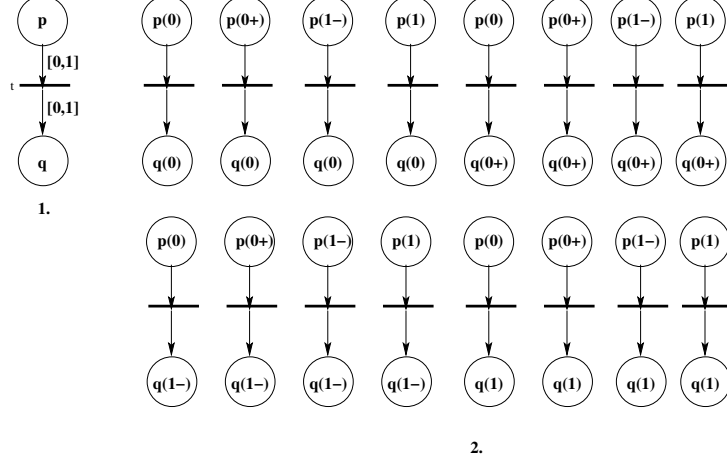 p p(0) p(0+) p(1−) p(1) p(0) p(0+) p(1−) p(1)
[0,1]
t
[0,1]
q q(0) q(0) q(0) q(0) q(0+) q(0+) q(0+) q(0+)
1.
p(0) p(0+) p(1−) p(1) p(0) p(0+) p(1−) p(1)
q(1−) q(1−) q(1−) q(1−) q(1) q(1) q(1) q(1)
2.